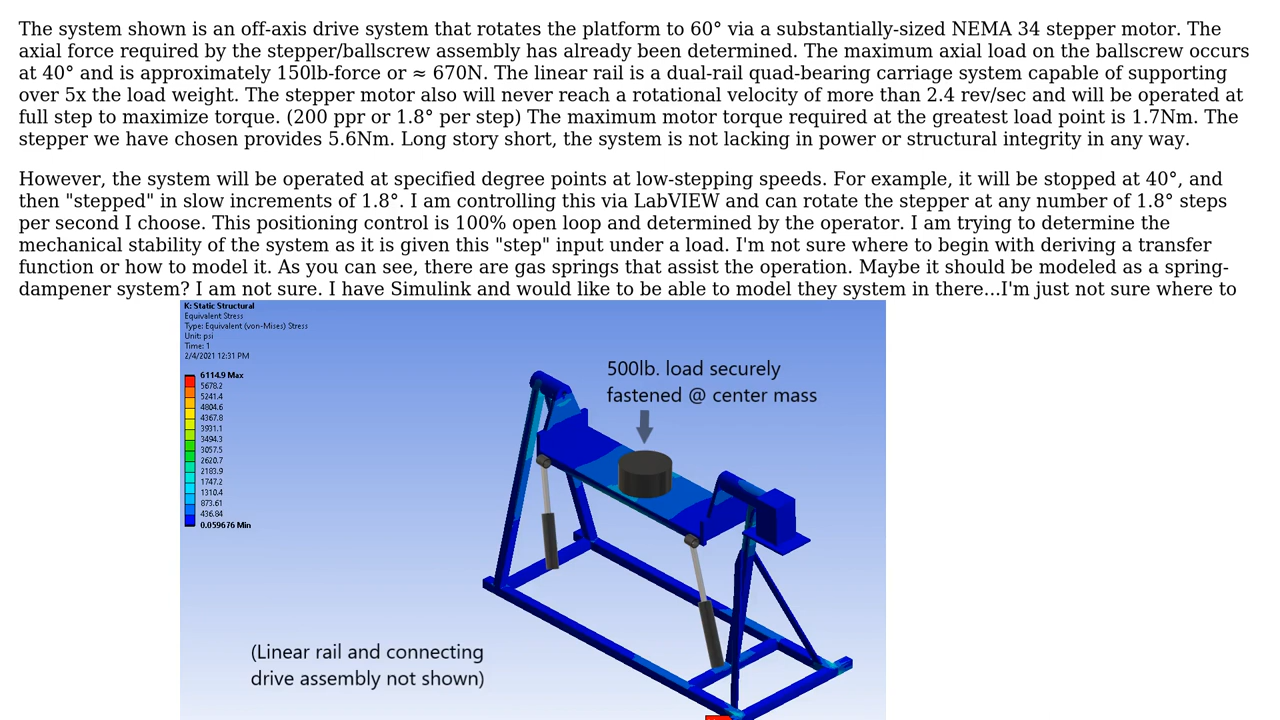 The system shown is an off-axis drive system that rotates the platform to 60° via a substantially-sized NEMA 34 stepper motor. The
axial force required by the stepper/ballscrew assembly has already been determined. The maximum axial load on the ballscrew occurs
at 40° and is approximately 150lb-force or ≈ 670N. The linear rail is a dual-rail quad-bearing carriage system capable of supporting
over 5x the load weight. The stepper motor also will never reach a rotational velocity of more than 2.4 rev/sec and will be operated at
full step to maximize torque. (200 ppr or 1.8° per step) The maximum motor torque required at the greatest load point is 1.7Nm. The
stepper we have chosen provides 5.6Nm. Long story short, the system is not lacking in power or structural integrity in any way.
However, the system will be operated at specified degree points at low-stepping speeds. For example, it will be stopped at 40°, and
then "stepped" in slow increments of 1.8°. I am controlling this via LabVIEW and can rotate the stepper at any number of 1.8° steps
per second I choose. This positioning control is 100% open loop and determined by the operator. I am trying to determine the
mechanical stability of the system as it is given this "step" input under a load. I'm not sure where to begin with deriving a transfer
function or how to model it. As you can see, there are gas springs that assist the operation. Maybe it should be modeled as a spring-
dampener system? I am not sure. I have Simulink and would like to be able to model they system in there...I'm just not sure where to
K: Static Structural
Equivalent Stress
Type: Equivalent (von-Mises) Stress
Unit: psi
Time: 1
2/4/2021 12:31 PM
6114.9 Max
5678.2
5241.4
4804.6
4367.8
3931.1
3494.3
3057.5
2620.7
2183.9
1747.2
1310.4
873.61
436.84
0.059676 Min
500lb. load securely
fastened @ center mass
(Linear rail and connecting
drive assembly not shown)